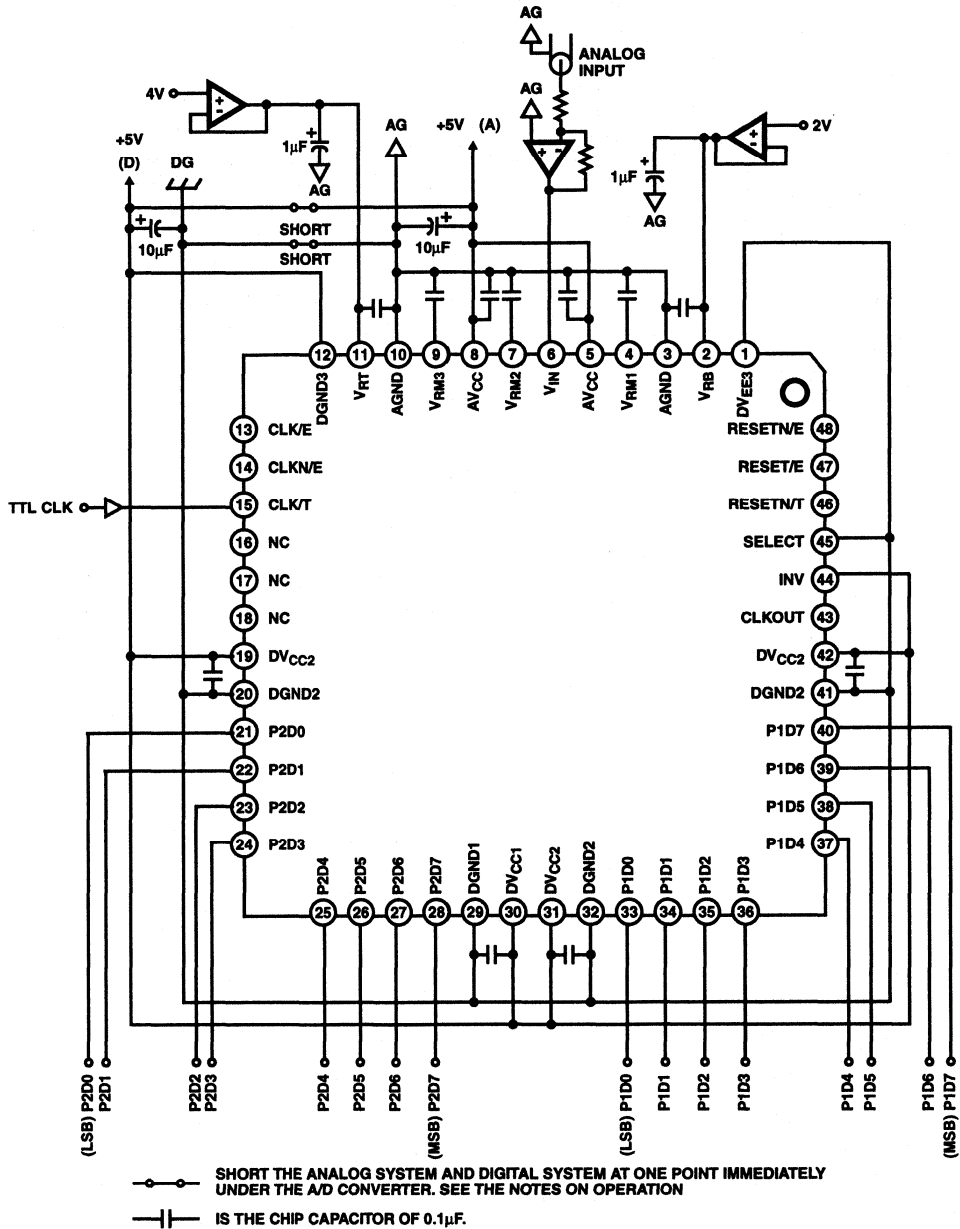 AG
ANALOG
INPUT
4V
AG
AG
+5V (A)
2V
+5V
(D)
DG
1µF
AG
1µF
AG
SHORT
10µF
10µF
SHORT
12
11
10
9
8
7
6
5
4
3
2
1
DGND3
VRT
AGND
VRM3
AVCC
VRM2
VIN
AVCC
VRM1
AGND
VRB
DVEE3
13 CLK/E
14 CLKN/E
TTL CLK
15 CLK/T
16 NC
17 NC
18 NC
19 DVCC2
20 DGND2
21 P2D0
22 P2D1
23 P2D2
24 P2D3
RESETN/E 48
RESET/E 47
RESETN/T 46
SELECT 45
INV 44
CLKOUT 43
DVCC2 42
DGND2 41
P1D7 40
P1D6 39
P1D5 38
P1D4 37
P2D4
P2D5
P2D6
P2D7
DGND1
DVCC1
DVCC2
DGND2
P1D0
P1D1
P1D2
P1D3
25
26
27
28
29
30
31
32
33
34
35
36
(LSB) P2D0
P2D1
P2D2
P2D3
P2D4
P2D5
P2D6
(MSB) P2D7
(LSB) P1D0
P1D1
P1D2
P1D3
P1D4
P1D5
P1D6
(MSB) P1D7
SHORT THE ANALOG SYSTEM AND DIGITAL SYSTEM AT ONE POINT IMMEDIATELY
UNDER THE A/D CONVERTER. SEE THE NOTES ON OPERATION
IS THE CHIP CAPACITOR OF 0.1µF.